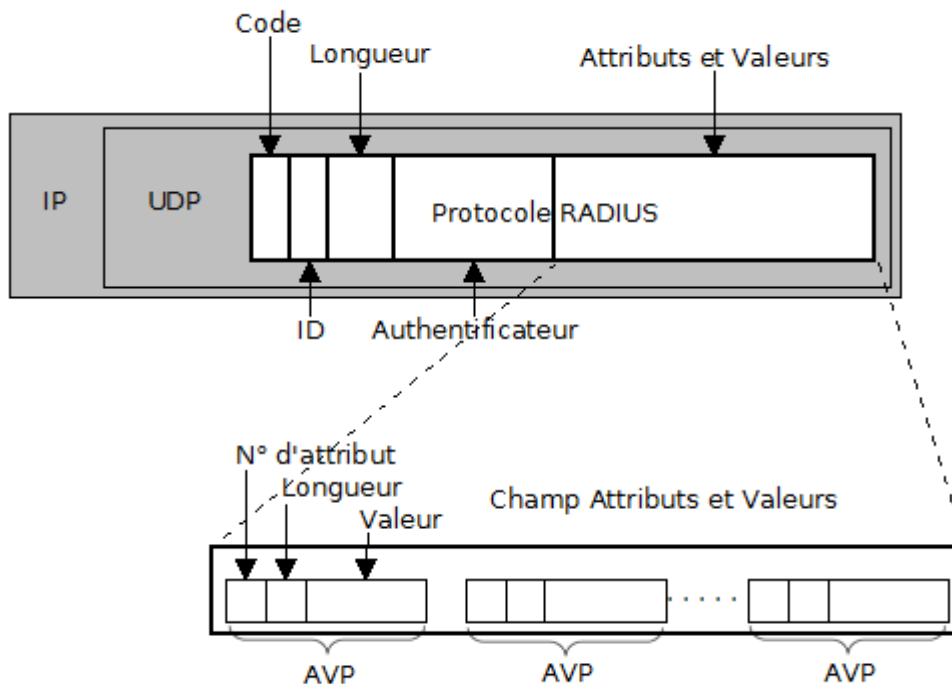 Code
Longueur
Attributs et Valeurs
IP
UDP
Protocole RADIUS
ID
Authentificateur
N° d'attribut
Longueur
Valeur
Champ Attributs et Valeurs
. . . . .
AVP
AVP
AVP